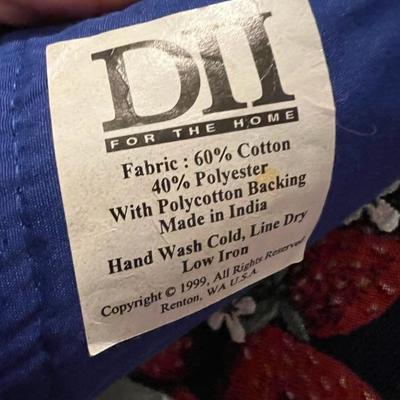 DII
FOR THE HOME
Fabric : 60% Cotton
40% Polyester
With Polycotton Backing
Made in India
Hand Wash Cold, Line Dry
Low Iron
Copyright © 1999, All Rights Reserved
Renton, WA U.S.A.